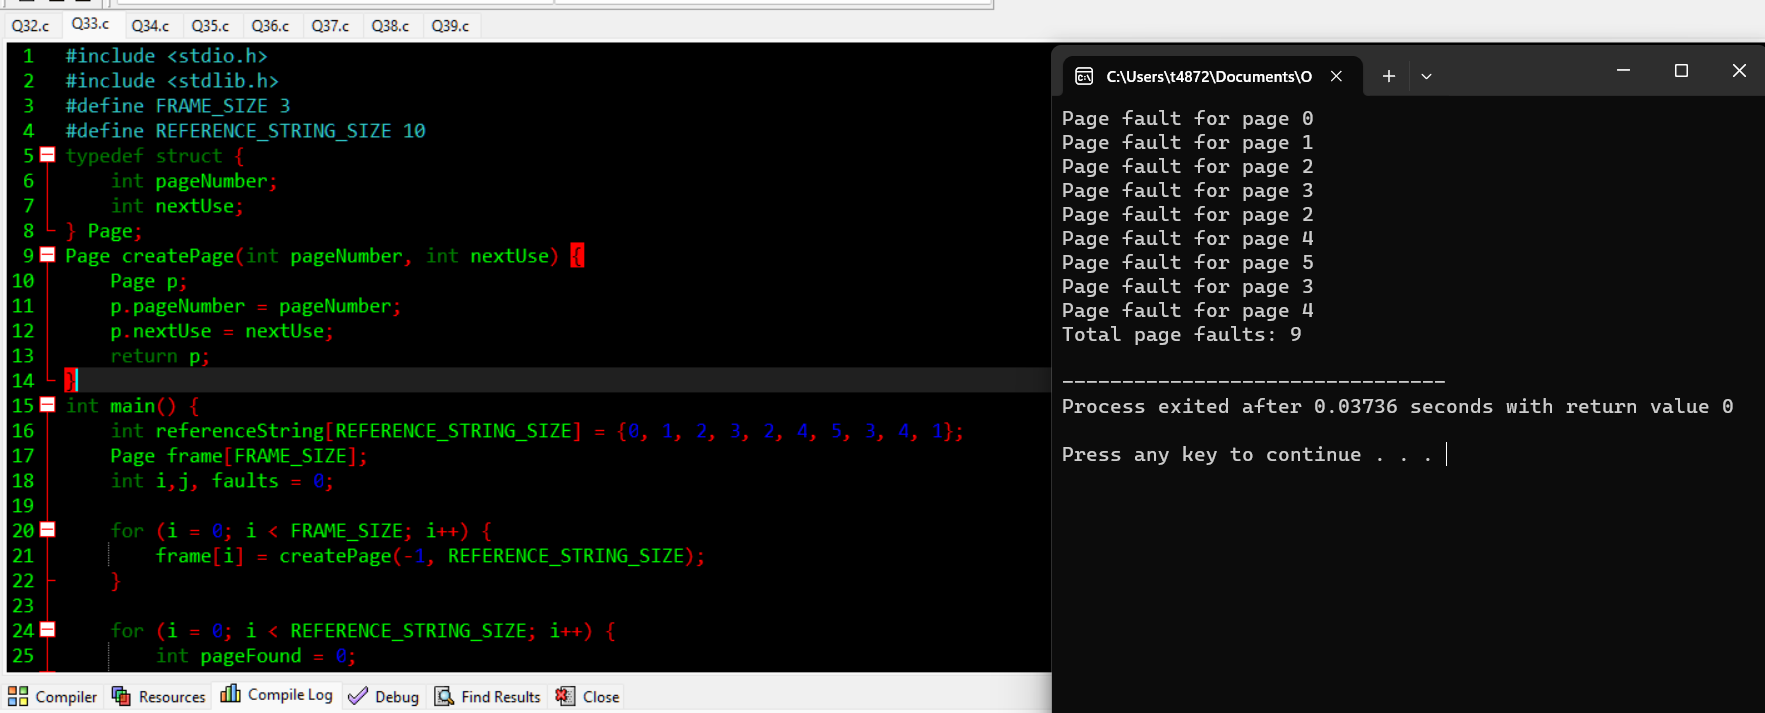 Q32.c Q33.c Q34.c Q35.c Q36.c Q37.c Q38.c Q39.c
1 #include <stdio.h>
2 #include <stdlib.h>
3 #define FRAME_SIZE 3
4 #define REFERENCE_STRING_SIZE 10
5 typedef struct {
6 int pageNumber;
7 int nextUse;
8 } Page;
9 Page createPage(int pageNumber, int nextUse) {
10 Page p;
11 p.pageNumber = pageNumber;
12 p.nextUse = nextUse;
13 return p;
14 }
15 int main() {
16 int referenceString[REFERENCE_STRING_SIZE] = {0, 1, 2, 3, 2, 4, 5, 3, 4, 1};
17 Page frame[FRAME_SIZE];
18 int i,j, faults = 0;
19
20 for (i = 0; i < FRAME_SIZE; i++) {
21 frame[i] = createPage(-1, REFERENCE_STRING_SIZE);
22 }
23
24 for (i = 0; i < REFERENCE_STRING_SIZE; i++) {
25 int pageFound = 0;
Compiler Resources Compile Log Debug Find Results Close
C:\Users\t4872\Documents\O
Page fault for page 0
Page fault for page 1
Page fault for page 2
Page fault for page 3
Page fault for page 2
Page fault for page 4
Page fault for page 5
Page fault for page 3
Page fault for page 4
Total page faults: 9
--------------------------------
Process exited after 0.03736 seconds with return value 0
Press any key to continue . . .